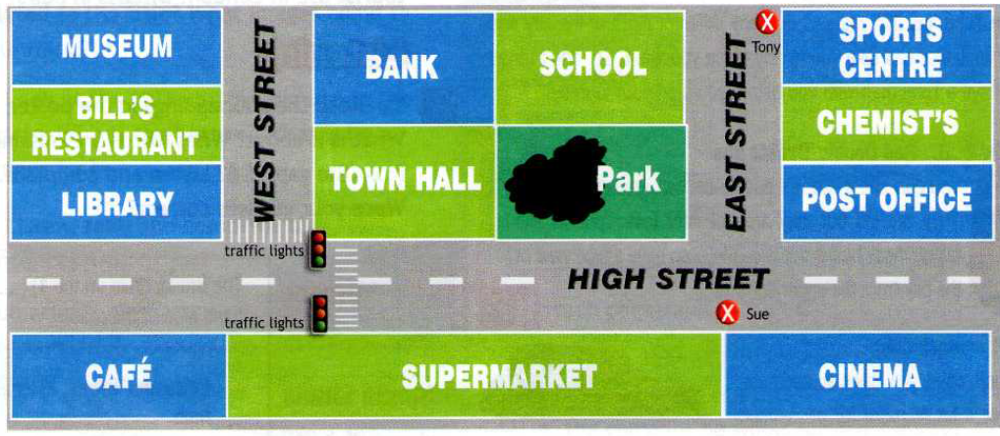 MUSEUM
BILL'S
RESTAURANT
LIBRARY
WEST STREET
BANK
SCHOOL
TOWN HALL
Park
EAST STREET
X
Tony
SPORTS
CENTRE
CHEMIST'S
POST OFFICE
traffic lights
HIGH STREET
traffic lights
X
Sue
CAFÉ
SUPERMARKET
CINEMA